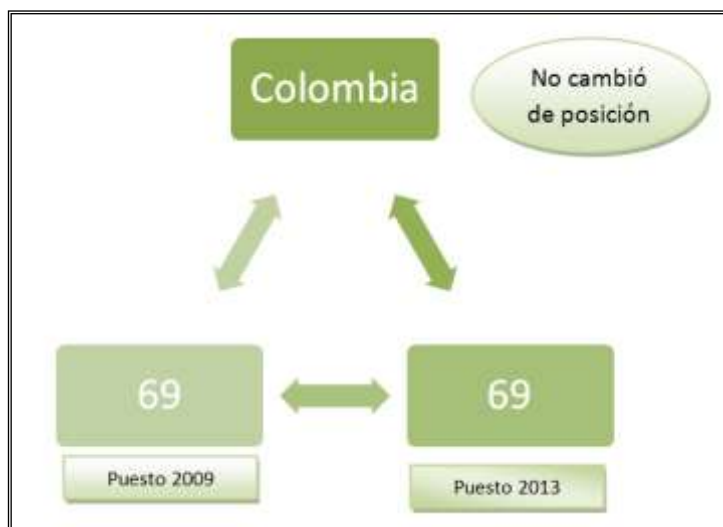 Colombia
No cambió
de posición
69
69
Puesto 2009
Puesto 2013